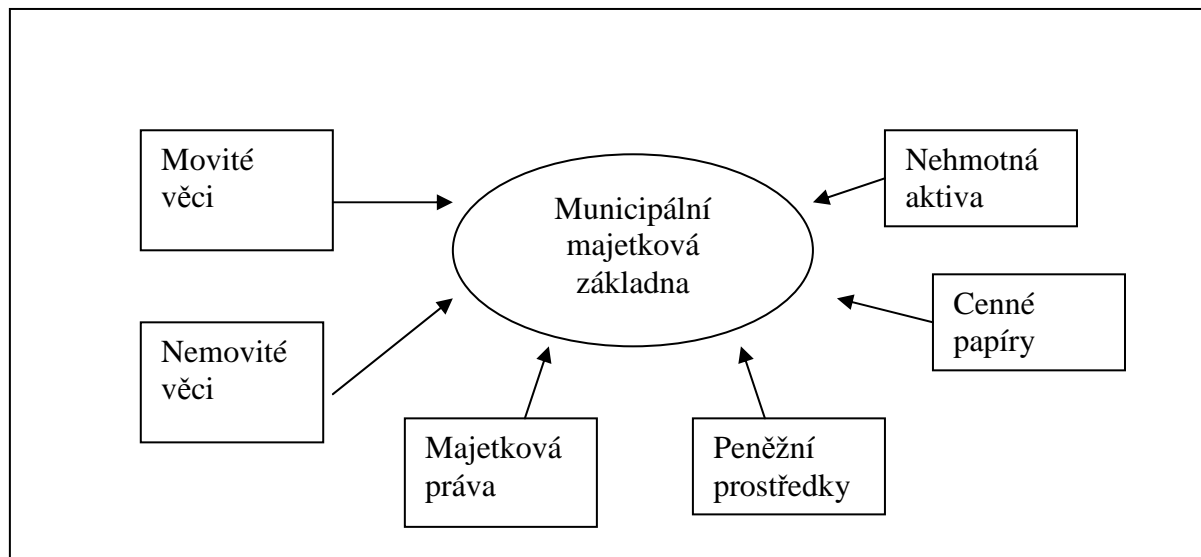 Movité
věci
Nehmotná
aktiva
Municipální
majetková
základna
Cenné
papíry
Nemovité
věci
Majetková
práva
Peněžní
prostředky